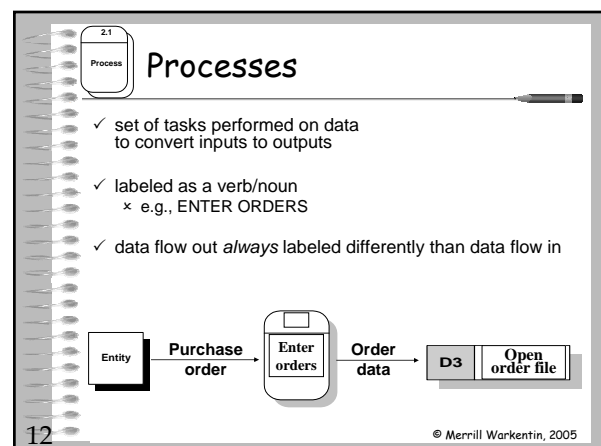 2.1
Process
Processes
✓ set of tasks performed on data
to convert inputs to outputs
✓ labeled as a verb/noun
× e.g., ENTER ORDERS
✓ data flow out always labeled differently than data flow in
Entity
Purchase
order
Enter
orders
Order
data
D3
Open
order file
12
© Merrill Warkentin, 2005